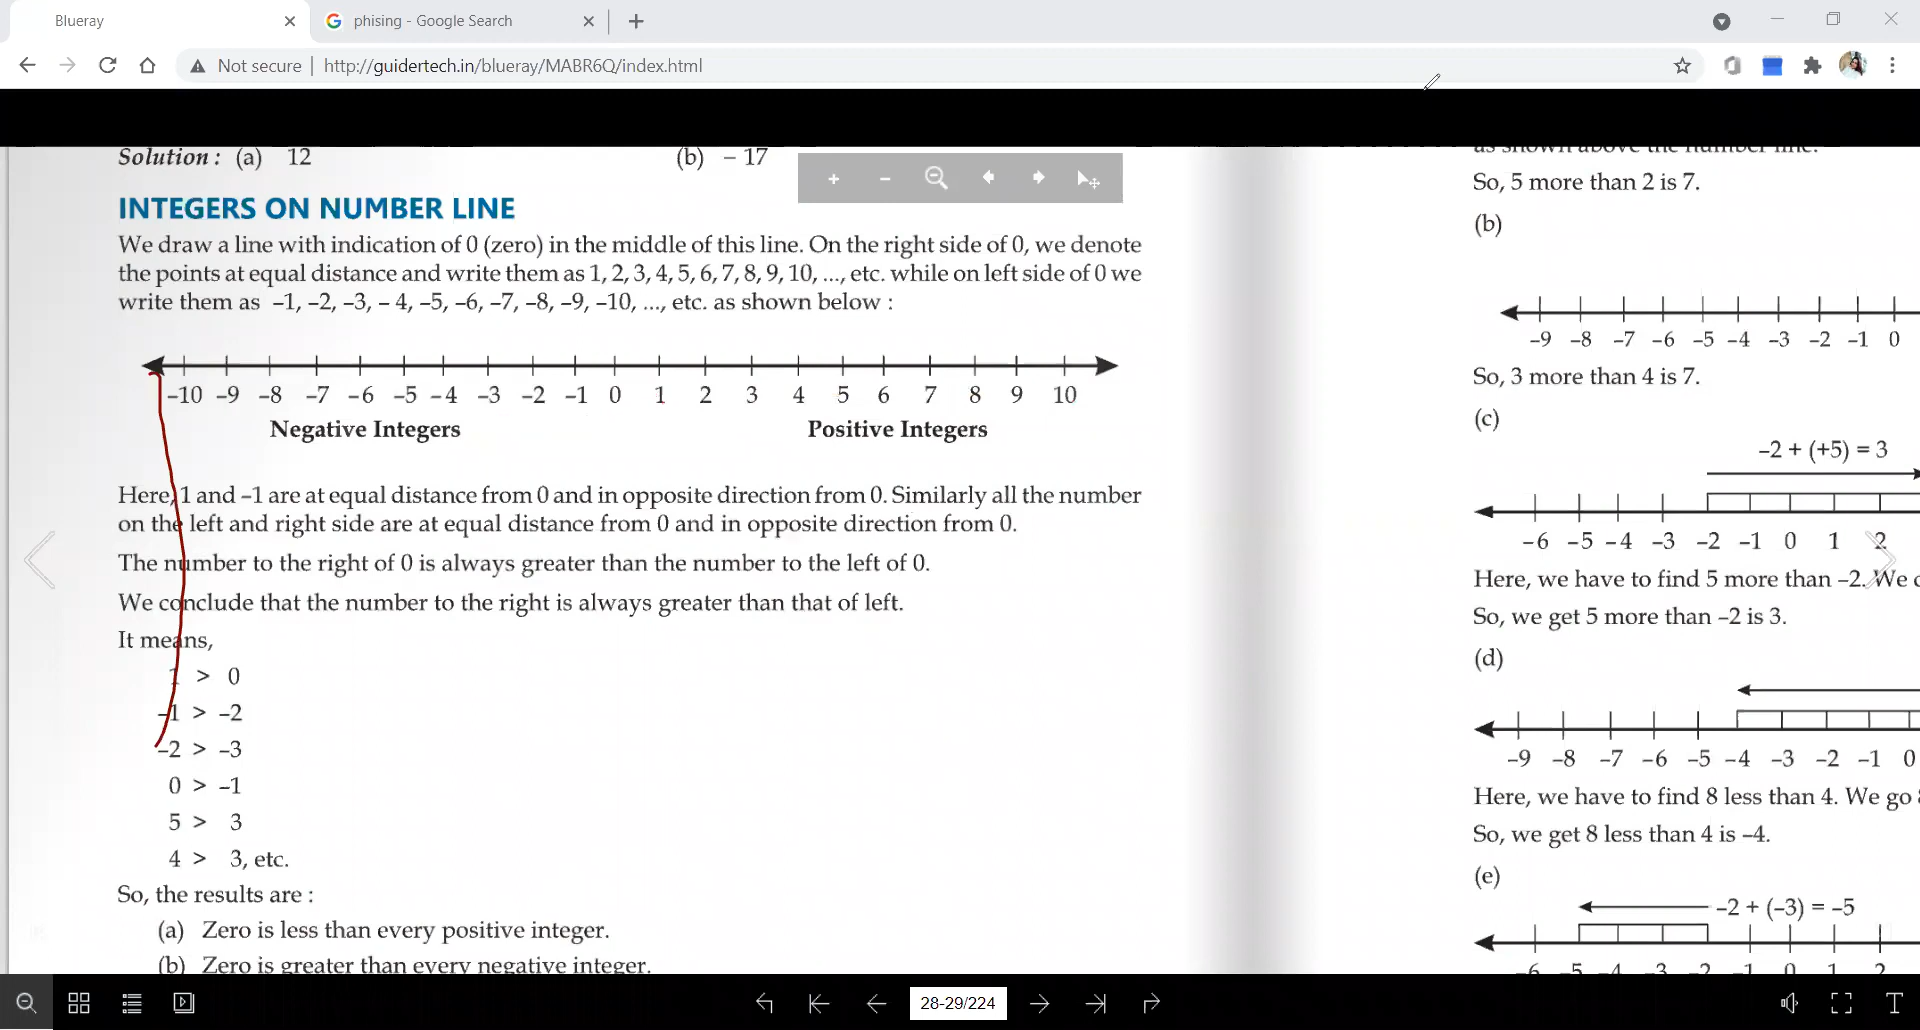 Blueray
phising - Google Search
Not secure | http://guidertech.in/blueray/MABR6Q/index.html
Solution : (a) 12 (b) – 17
INTEGERS ON NUMBER LINE
We draw a line with indication of 0 (zero) in the middle of this line. On the right side of 0, we denote
the points at equal distance and write them as 1, 2, 3, 4, 5, 6, 7, 8, 9, 10, ..., etc. while on left side of 0 we
write them as –1, –2, –3, – 4, –5, –6, –7, –8, –9, –10, ..., etc. as shown below :
–10 –9 –8 –7 –6 –5 –4 –3 –2 –1 0 1 2 3 4 5 6 7 8 9 10
Negative Integers Positive Integers
Here, 1 and –1 are at equal distance from 0 and in opposite direction from 0. Similarly all the number
on the left and right side are at equal distance from 0 and in opposite direction from 0.
The number to the right of 0 is always greater than the number to the left of 0.
We conclude that the number to the right is always greater than that of left.
It means,
1 > 0
–1 > –2
–2 > –3
0 > –1
5 > 3
4 > 3, etc.
So, the results are :
(a) Zero is less than every positive integer.
(b) Zero is greater than every negative integer.
as shown above the number line.
So, 5 more than 2 is 7.
(b)
–9 –8 –7 –6 –5 –4 –3 –2 –1 0
So, 3 more than 4 is 7.
(c)
–2 + (+5) = 3
–6 –5 –4 –3 –2 –1 0 1 2
Here, we have to find 5 more than –2. We
So, we get 5 more than –2 is 3.
(d)
–9 –8 –7 –6 –5 –4 –3 –2 –1 0
Here, we have to find 8 less than 4. We go
So, we get 8 less than 4 is –4.
(e)
–2 + (–3) = –5
–6 –5 –4 –3 –2 –1 0 1 2
28-29/224